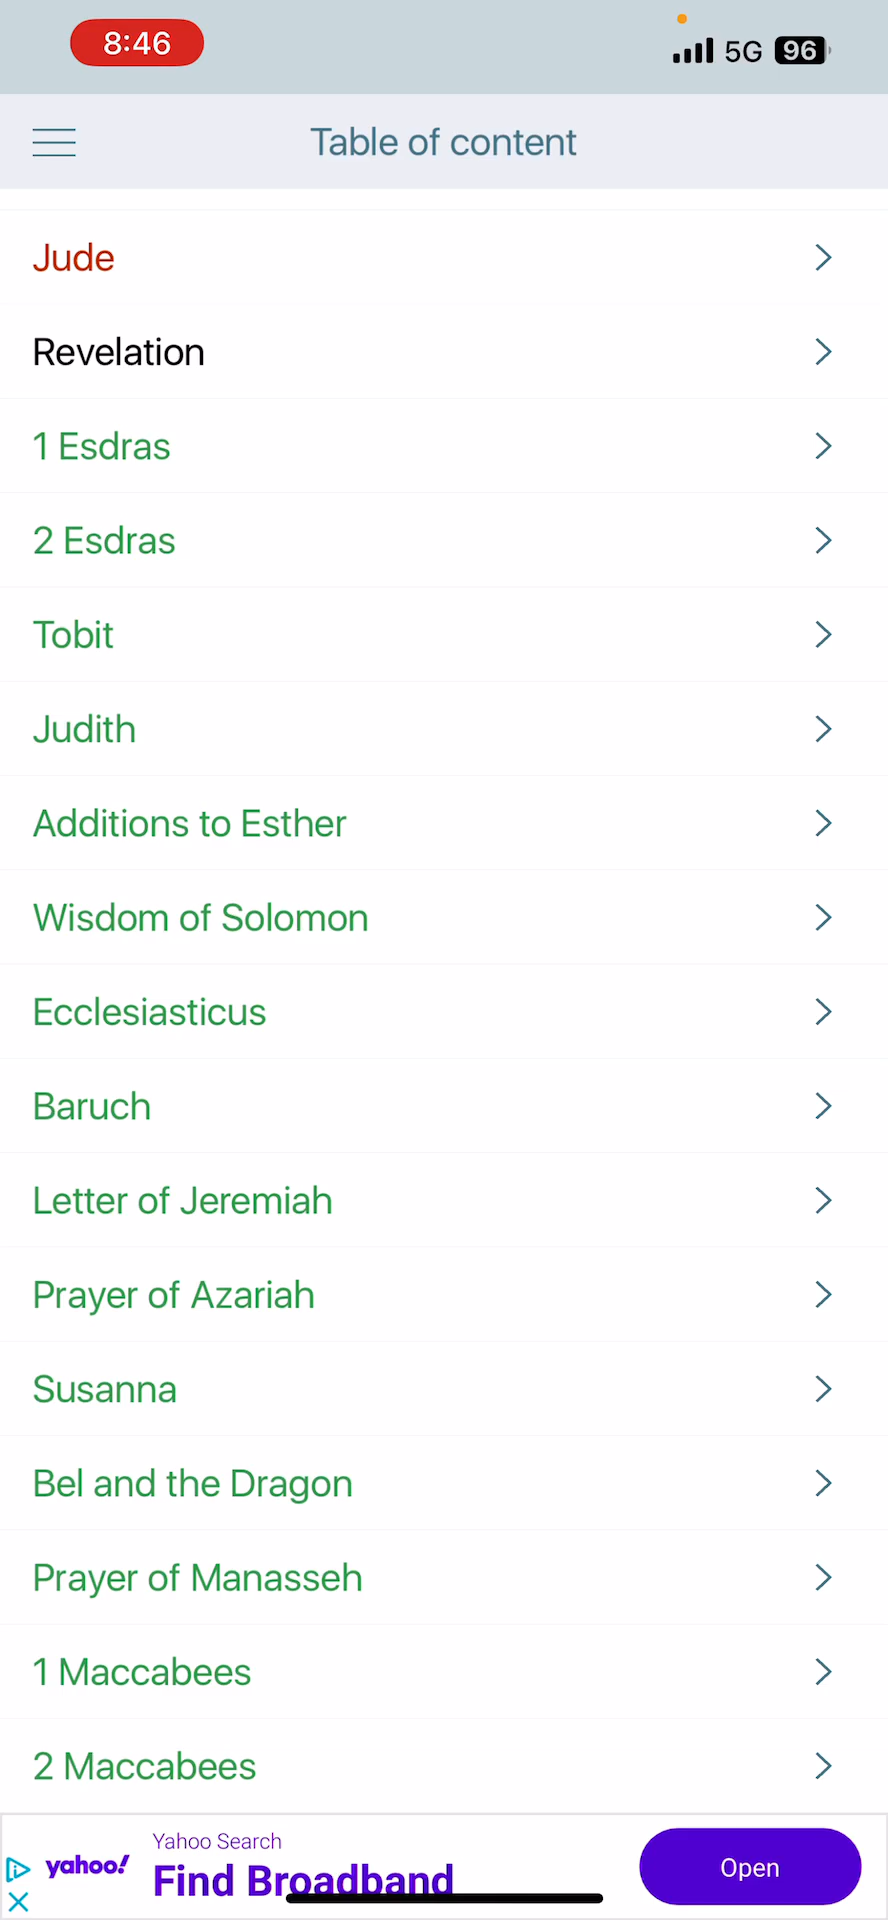 8:46
5G 96
Table of content
Jude
Revelation
1 Esdras
2 Esdras
Tobit
Judith
Additions to Esther
Wisdom of Solomon
Ecclesiasticus
Baruch
Letter of Jeremiah
Prayer of Azariah
Susanna
Bel and the Dragon
Prayer of Manasseh
1 Maccabees
2 Maccabees
Yahoo Search
yahoo!
Find Broadband
Open